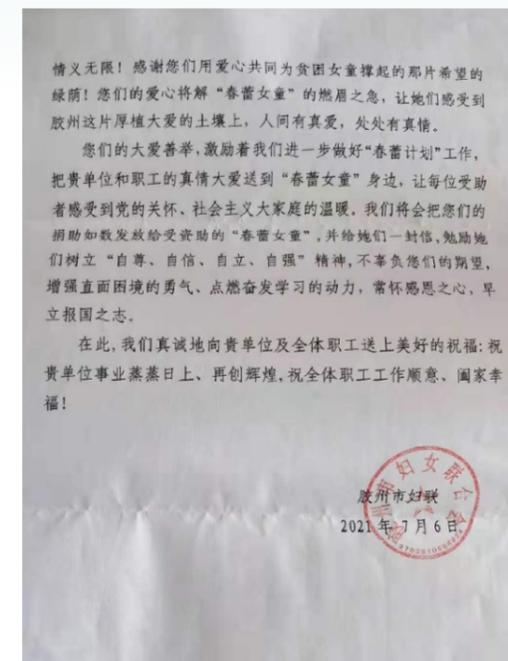 情义无限！感谢您们用爱心共同为贫困女童撑起的那片希望的
绿荫！您们的爱心将解“春蕾女童”的燃眉之急，让她们感受到
胶州这片厚植大爱的土壤上，人间有真爱，处处有真情。
您们的大爱善举，激励着我们进一步做好“春蕾计划”工作，
把贵单位和职工的真情大爱送到“春蕾女童”身边，让每位受助
者感受到党的关怀、社会主义大家庭的温暖。我们将会把您们的
捐助如数发放给受资助的“春蕾女童”，并给她们一封信，勉励她
们树立“自尊、自信、自立、自强”精神，不辜负您们的期望，
增强直面困境的勇气、点燃奋发学习的动力，常怀感恩之心，早
立报国之志。
在此，我们真诚地向贵单位及全体职工送上美好的祝福：祝
贵单位事业蒸蒸日上、再创辉煌，祝全体职工工作顺意、阖家幸
福！
胶州市妇联
2021年7月6日
胶州市妇女联合会